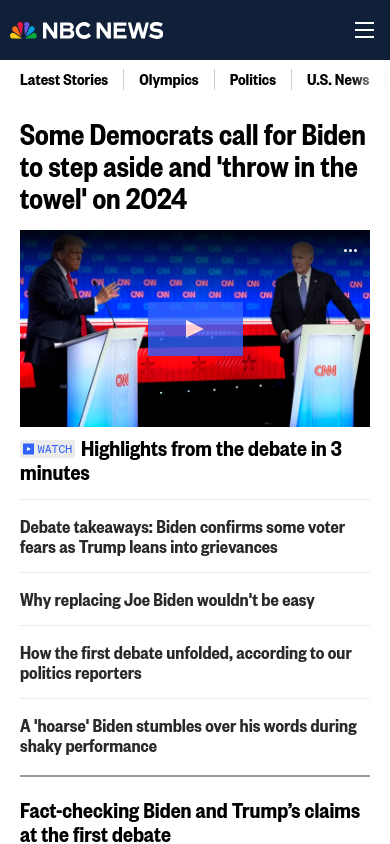 NBC NEWS
Latest Stories
Olympics
Politics
U.S. News
Some Democrats call for Biden
to step aside and 'throw in the
towel' on 2024
CNN
CNN
WATCH Highlights from the debate in 3
minutes
Debate takeaways: Biden confirms some voter
fears as Trump leans into grievances
Why replacing Joe Biden wouldn't be easy
How the first debate unfolded, according to our
politics reporters
A 'hoarse' Biden stumbles over his words during
shaky performance
Fact-checking Biden and Trump’s claims
at the first debate